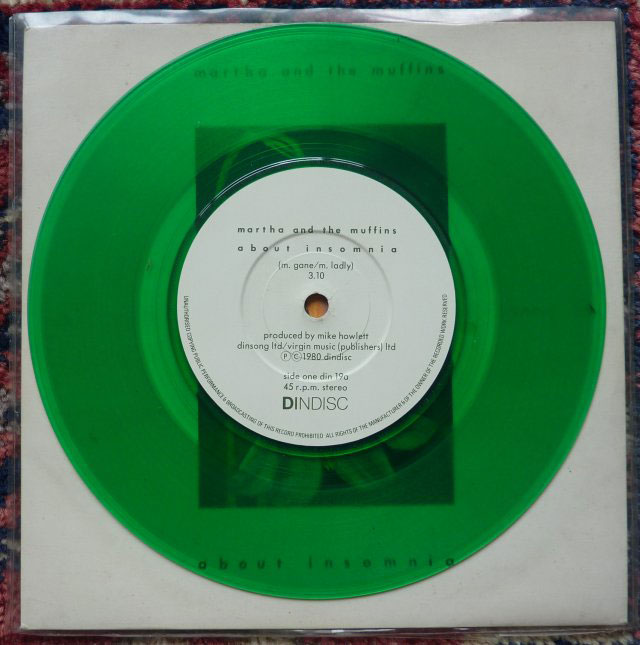 martha and the muffins
martha and the muffins
about insomnia
(m. gane/m. ladly)
3.10
produced by mike howlett
dinsong ltd/virgin music (publishers) ltd
Ⓟ Ⓒ 1980 dindisc
side one din 19a
45 r.p.m. stereo
DINDISC
UNAUTHORISED COPYING PUBLIC PERFORMANCE & BROADCASTING OF THIS RECORD PROHIBITED. ALL RIGHTS OF THE MANUFACTURER & OF THE OWNER OF THE RECORDED WORK RESERVED
about insomnia